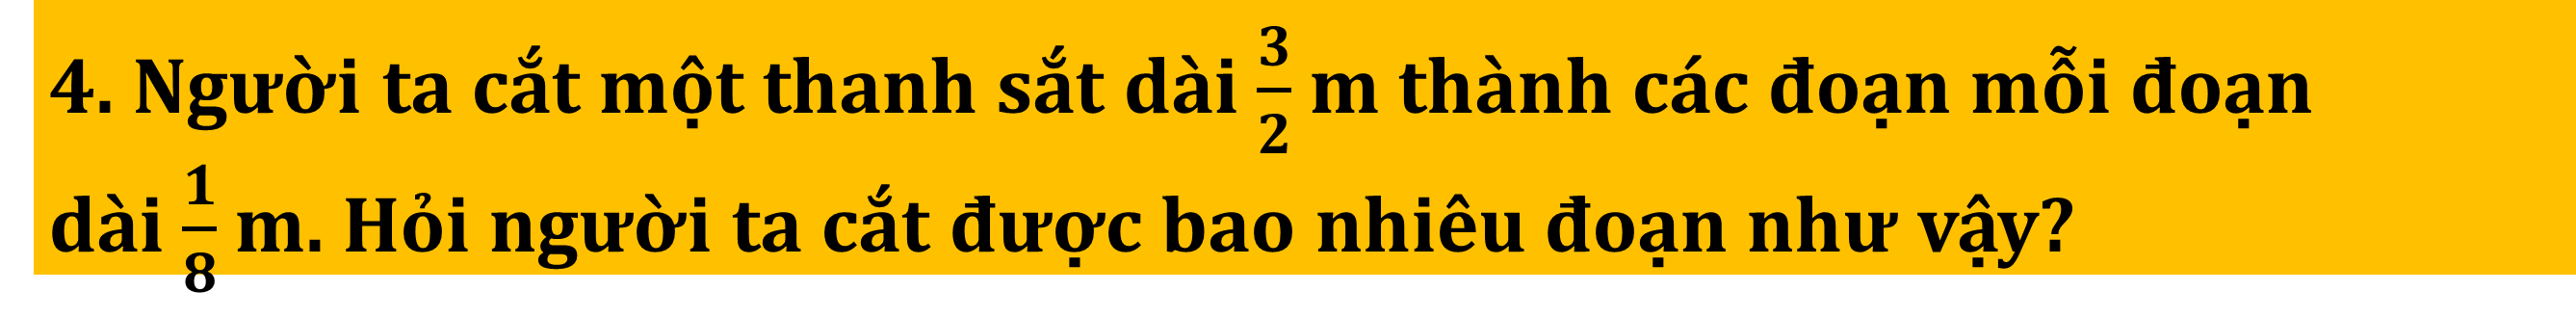 4. Người ta cắt một thanh sắt dài 3/2 m thành các đoạn mỗi đoạn
dài 1/8 m. Hỏi người ta cắt được bao nhiêu đoạn như vậy?